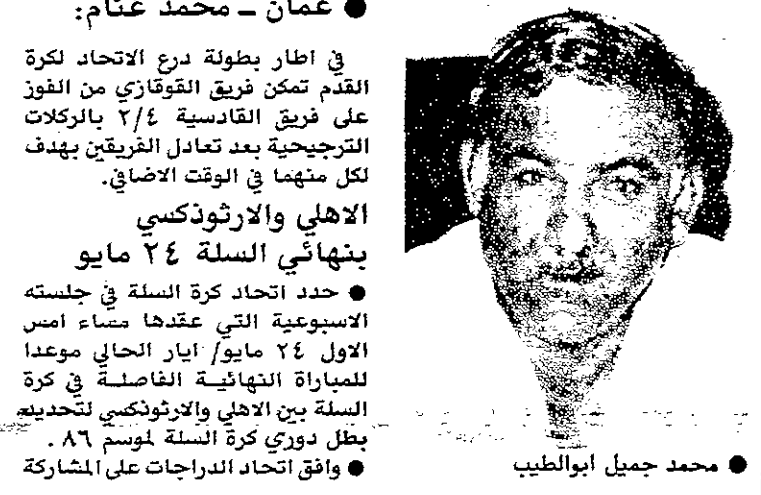 ● عمان ـ محمد غنام:
في اطار بطولة درع الاتحاد لكرة
القدم تمكن فريق القوقازي من الفوز
على فريق القادسية ٢/٤ بالركلات
الترجيحية بعد تعادل الفريقين بهدف
لكل منهما في الوقت الاضافي.
الاهلي والارثوذكسي
بنهائي السلة ٢٤ مايو
● حدد اتحاد كرة السلة في جلسته
الاسبوعية التي عقدها مساء امس
الاول ٢٤ مايو/ ايار الحالي موعدا
للمباراة النهائية الفاصلة في كرة
السلة بين الاهلي والارثوذكسي لتحديد
بطل دوري كرة السلة لموسم ٨٦.
● وافق اتحاد الدراجات على المشاركة
● محمد جميل ابوالطيب